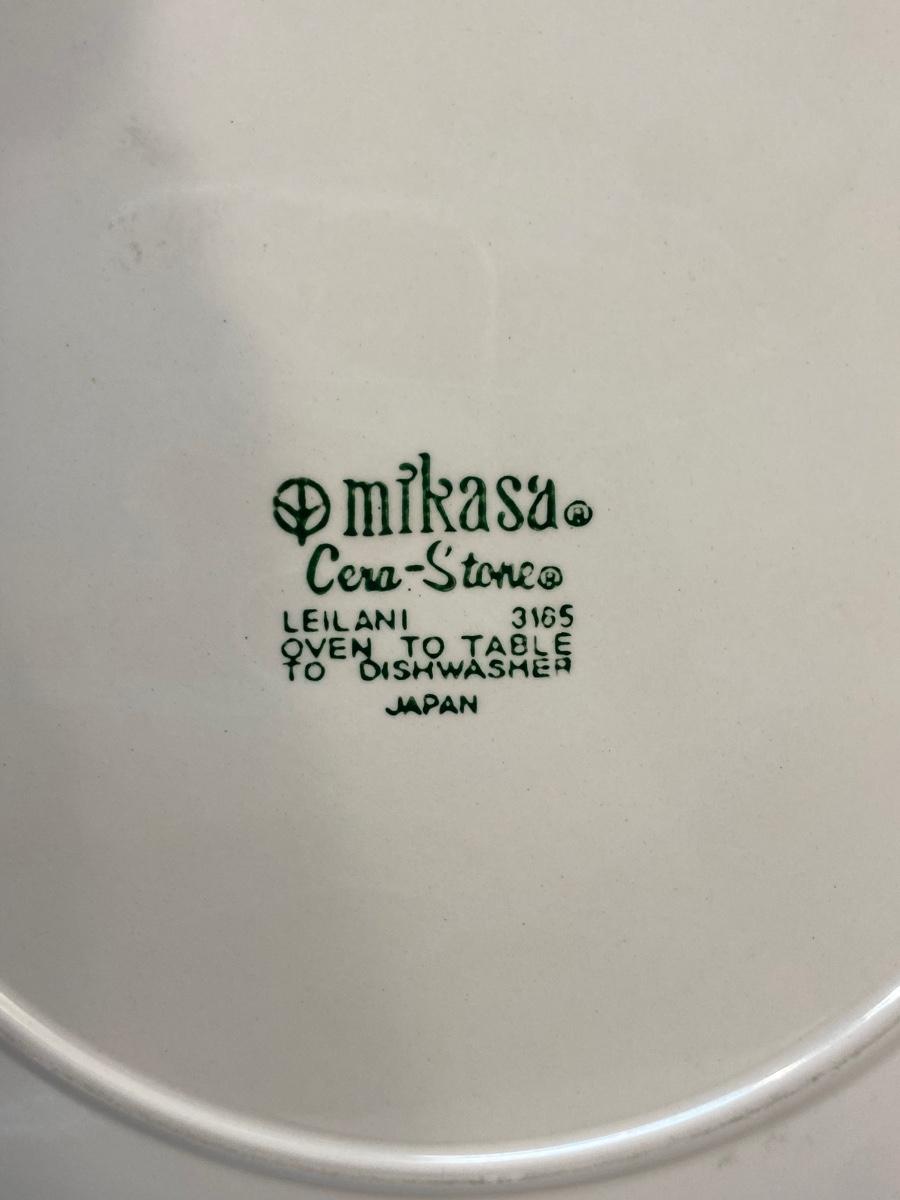 mikasa®
Cera-Stone®
LEILANI 3165
OVEN TO TABLE
TO DISHWASHER
JAPAN